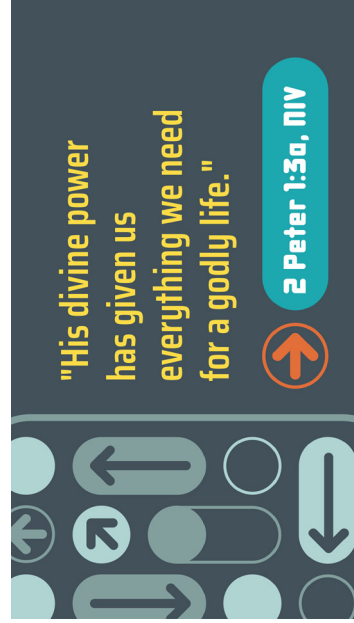 "His divine power
has given us
everything we need
for a godly life."
2 Peter 1:3a, NIV